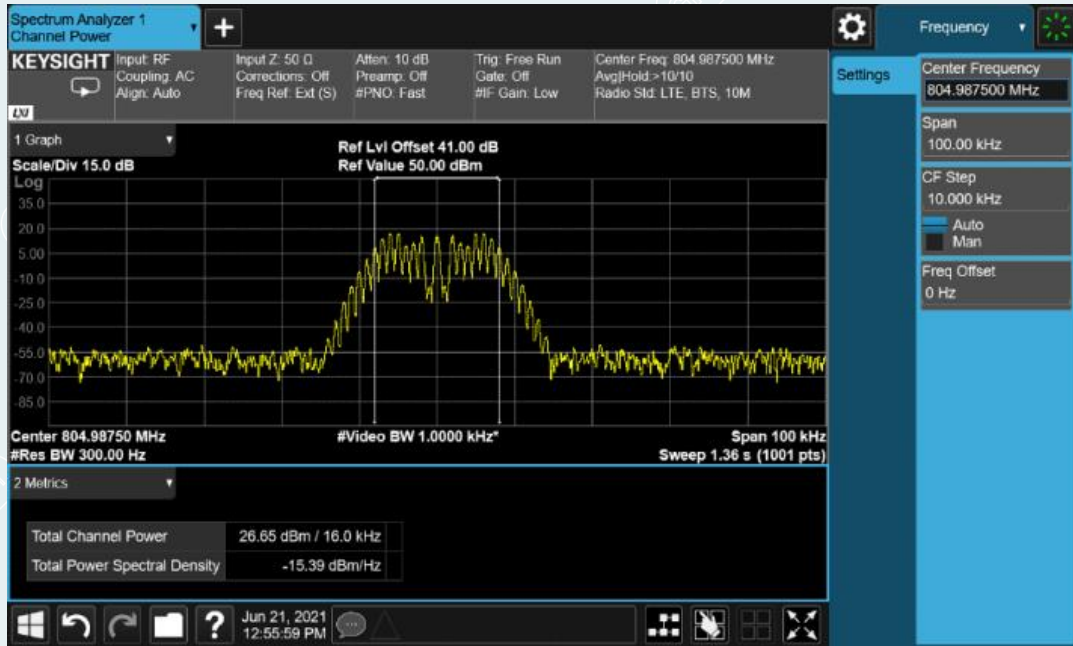 Spectrum Analyzer 1
Channel Power
+
Frequency
KEYSIGHT
LXI
Input: RF
Coupling: AC
Align: Auto
Input Z: 50 Ω
Corrections: Off
Freq Ref: Ext (S)
Atten: 10 dB
Preamp: Off
#PNO: Fast
Trig: Free Run
Gate: Off
#IF Gain: Low
Center Freq: 804.987500 MHz
Avg|Hold:>10/10
Radio Std: LTE, BTS, 10M
Settings
Center Frequency
804.987500 MHz
Span
100.00 kHz
CF Step
10.000 kHz
Auto
Man
Freq Offset
0 Hz
1 Graph
Scale/Div 15.0 dB
Ref Lvl Offset 41.00 dB
Ref Value 50.00 dBm
Log
35.0
20.0
5.00
-10.0
-25.0
-40.0
-55.0
-70.0
-85.0
Center 804.98750 MHz
#Video BW 1.0000 kHz*
Span 100 kHz
#Res BW 300.00 Hz
Sweep 1.36 s (1001 pts)
2 Metrics
Total Channel Power 26.65 dBm / 16.0 kHz
Total Power Spectral Density -15.39 dBm/Hz
?
Jun 21, 2021
12:55:59 PM